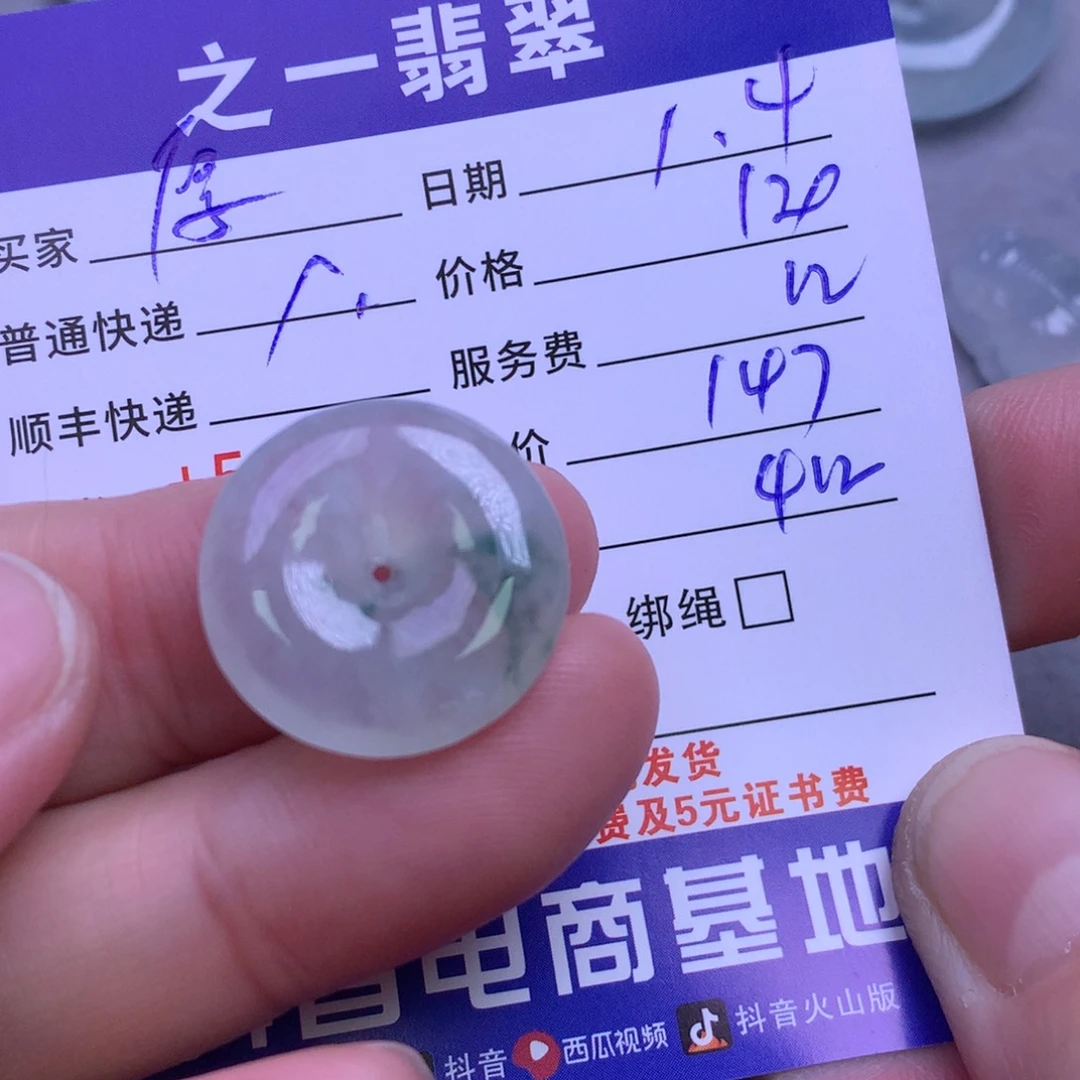 之一翡翠
买家 厚 日期 1.4
普通快递 价格 120
顺丰快递 服务费 12
+5 价 147
412
绑绳
发货
费及5元证书费
音电商基地
抖音 西瓜视频 抖音火山版